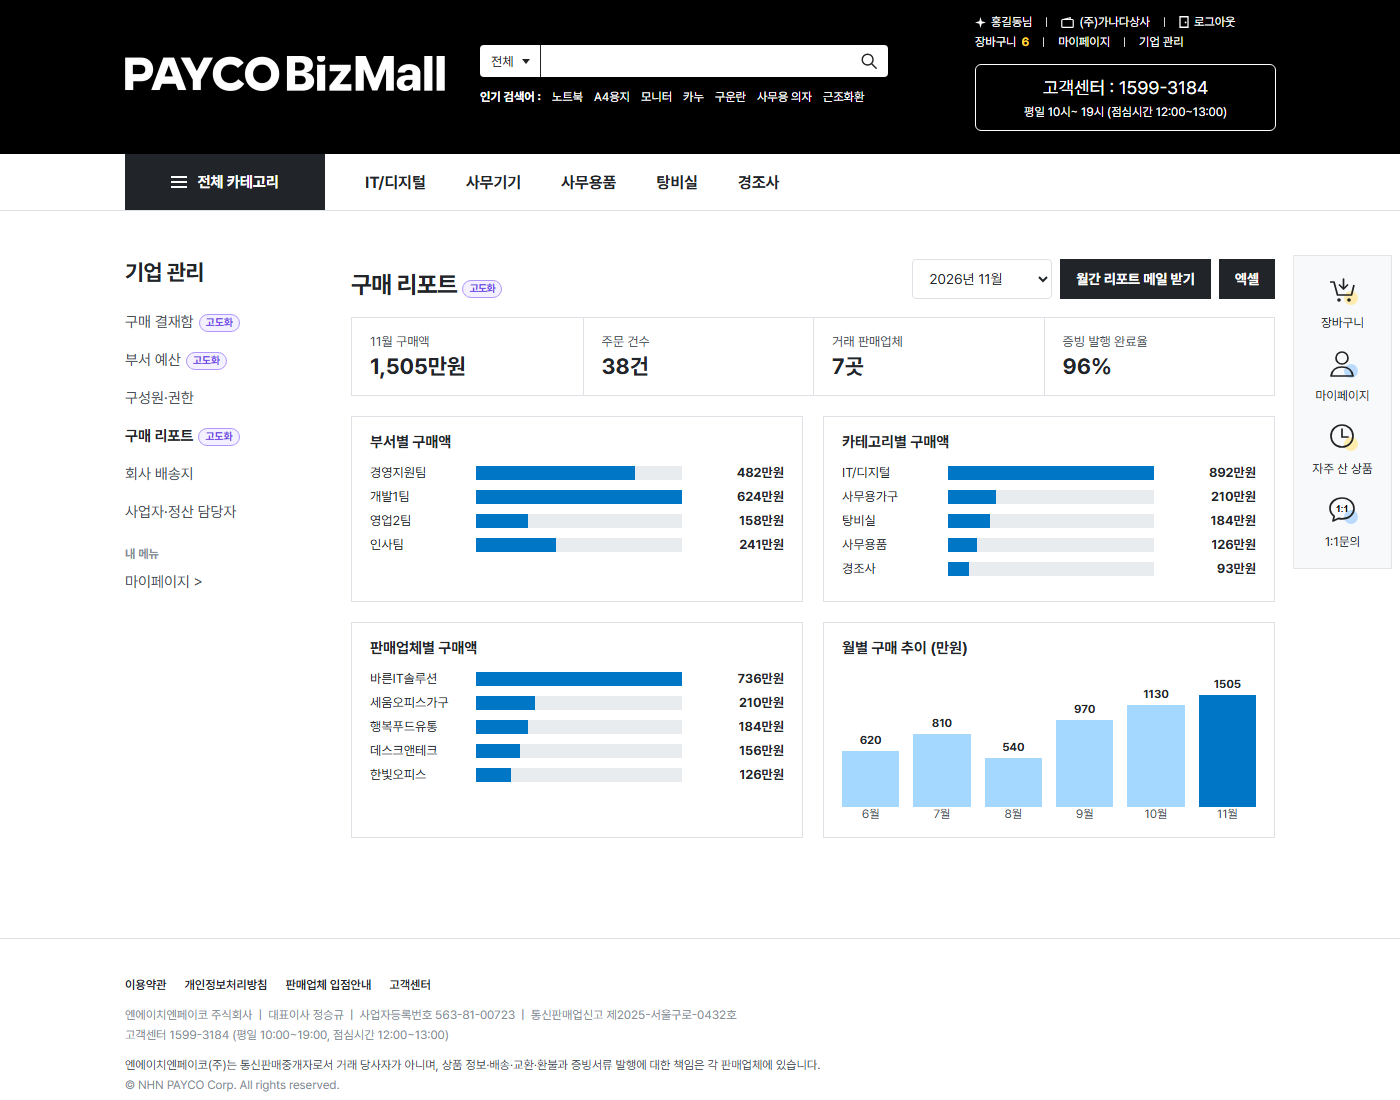 홍길동님 | (주)가나다상사 | 로그아웃
장바구니 6 | 마이페이지 | 기업 관리
PAYCO BizMall
전체
인기 검색어 : 노트북 A4용지 모니터 카누 구운란 사무용 의자 근조화환
고객센터 : 1599-3184
평일 10시~ 19시 (점심시간 12:00~13:00)
전체 카테고리
IT/디지털 사무기기 사무용품 탕비실 경조사
기업 관리
구매 결재함 고도화
부서 예산 고도화
구성원·권한
구매 리포트 고도화
회사 배송지
사업자·정산 담당자
내 메뉴
마이페이지 >
구매 리포트 고도화
2026년 11월
월간 리포트 메일 받기
엑셀
11월 구매액
1,505만원
주문 건수
38건
거래 판매업체
7곳
증빙 발행 완료율
96%
부서별 구매액
경영지원팀 482만원
개발1팀 624만원
영업2팀 158만원
인사팀 241만원
카테고리별 구매액
IT/디지털 892만원
사무용가구 210만원
탕비실 184만원
사무용품 126만원
경조사 93만원
판매업체별 구매액
바른IT솔루션 736만원
세움오피스가구 210만원
행복푸드유통 184만원
데스크앤테크 156만원
한빛오피스 126만원
월별 구매 추이 (만원)
620 810 540 970 1130 1505
6월 7월 8월 9월 10월 11월
장바구니
마이페이지
자주 산 상품
1:1
1:1문의
이용약관 개인정보처리방침 판매업체 입점안내 고객센터
엔에이치엔페이코 주식회사 | 대표이사 정승규 | 사업자등록번호 563-81-00723 | 통신판매업신고 제2025-서울구로-0432호
고객센터 1599-3184 (평일 10:00~19:00, 점심시간 12:00~13:00)
엔에이치엔페이코(주)는 통신판매중개자로서 거래 당사자가 아니며, 상품 정보·배송·교환·환불과 증빙서류 발행에 대한 책임은 각 판매업체에 있습니다.
© NHN PAYCO Corp. All rights reserved.